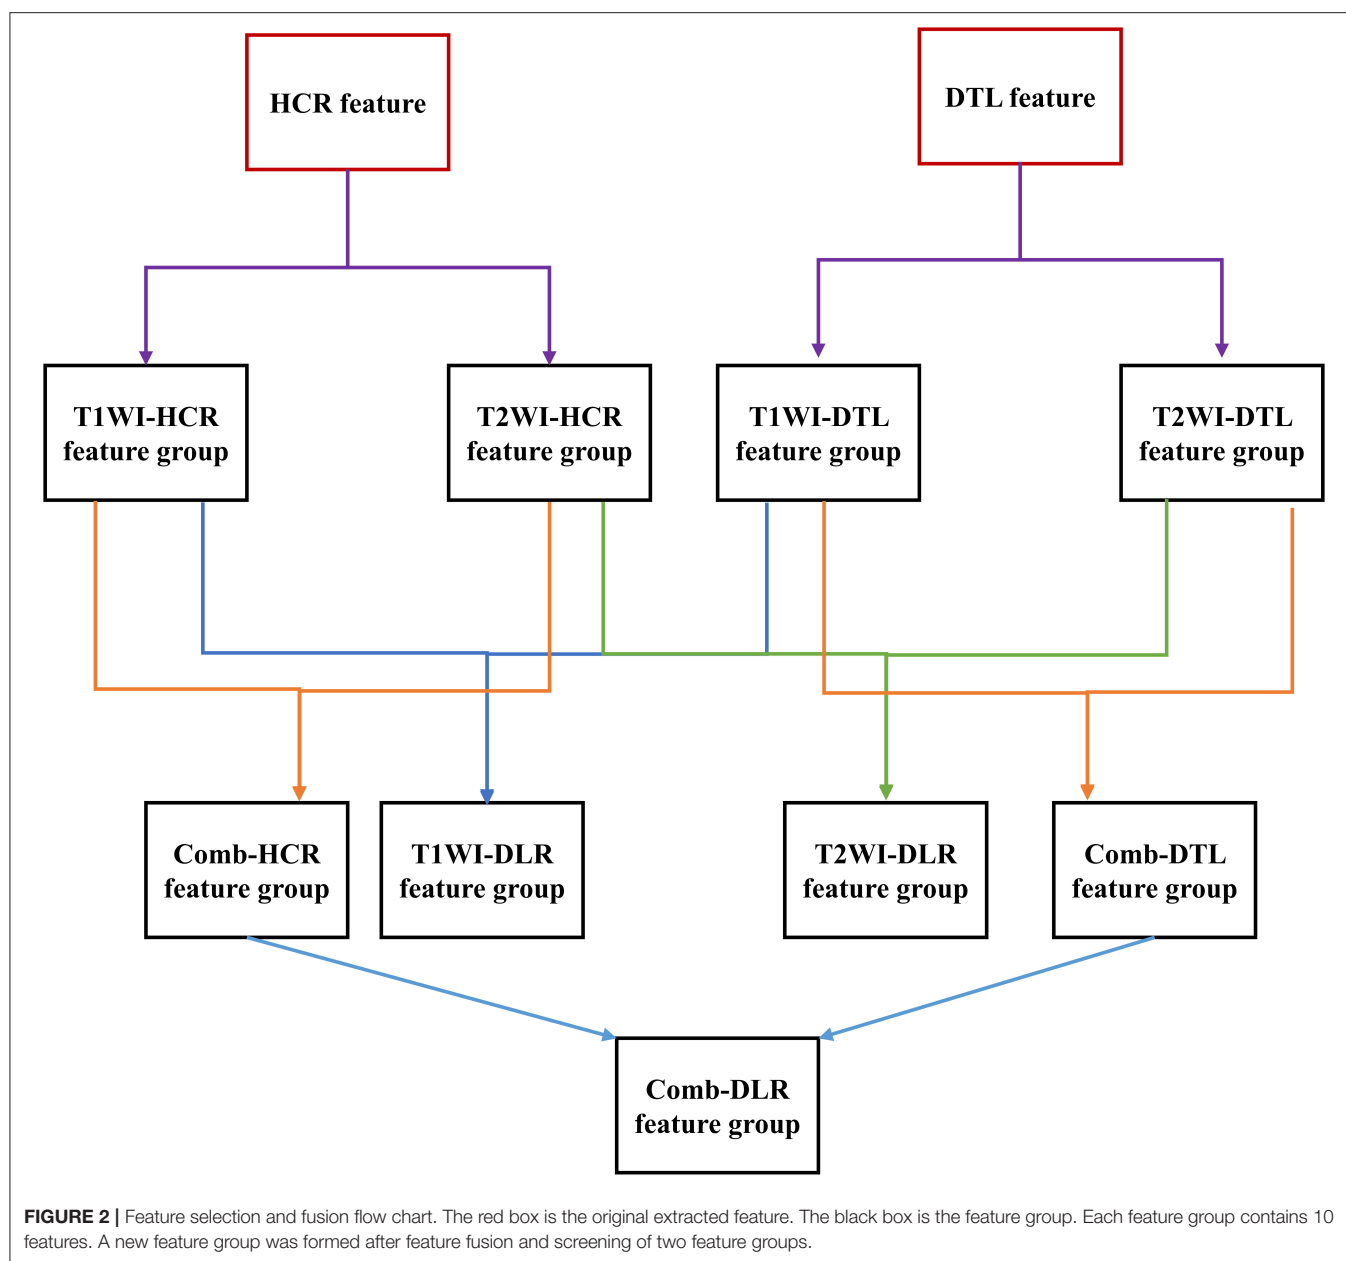 HCR feature
DTL feature
T1WI-HCR
feature group
T2WI-HCR
feature group
T1WI-DTL
feature group
T2WI-DTL
feature group
Comb-HCR
feature group
T1WI-DLR
feature group
T2WI-DLR
feature group
Comb-DTL
feature group
Comb-DLR
feature group
FIGURE 2 | Feature selection and fusion flow chart. The red box is the original extracted feature. The black box is the feature group. Each feature group contains 10
features. A new feature group was formed after feature fusion and screening of two feature groups.